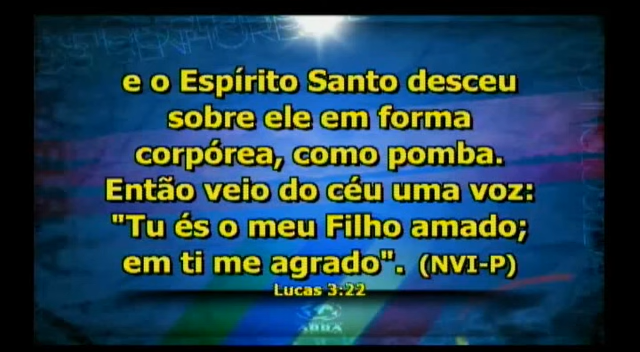 e o Espírito Santo desceu
sobre ele em forma
corpórea, como pomba.
Então veio do céu uma voz:
"Tu és o meu Filho amado;
em ti me agrado". (NVI-P)
Lucas 3:22
ABBA